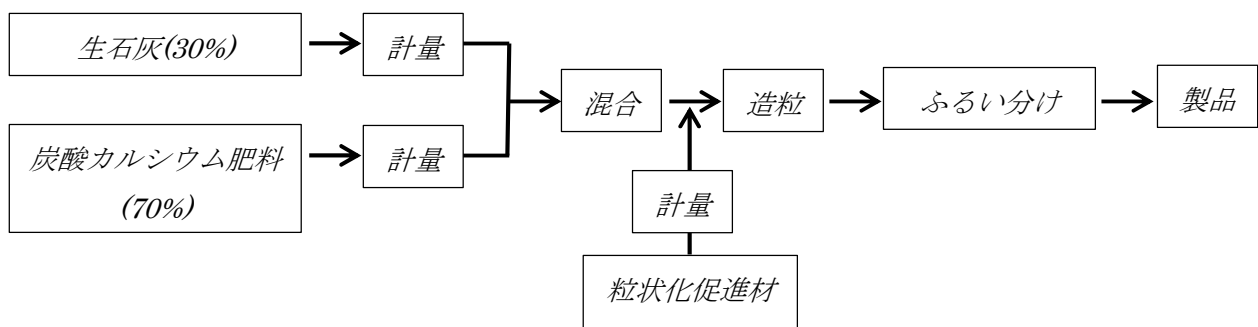 生石灰(30%)
計量
混合
造粒
ふるい分け
製品
炭酸カルシウム肥料
(70%)
計量
計量
粒状化促進材